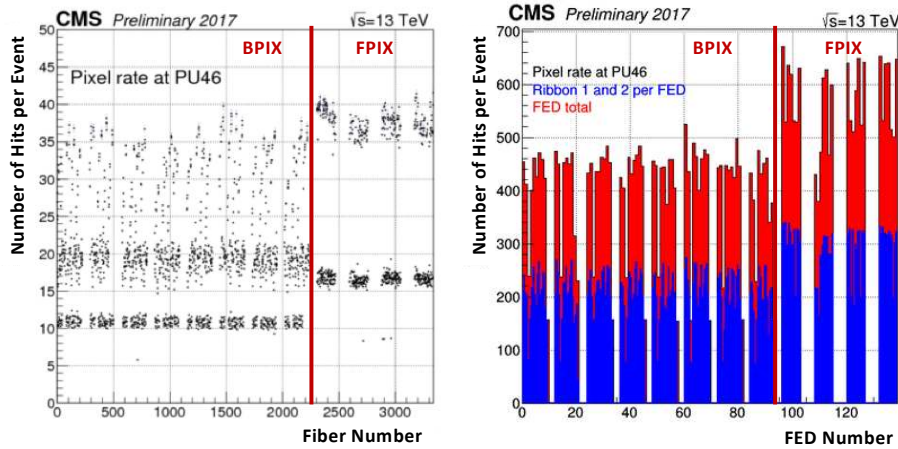 CMS Preliminary 2017 √s=13 TeV
BPIX FPIX
Pixel rate at PU46
Number of Hits per Event
50
45
40
35
30
25
20
15
10
5
0
0 500 1000 1500 2000 2500 3000
Fiber Number
CMS Preliminary 2017 √s=13 TeV
BPIX FPIX
Pixel rate at PU46
Ribbon 1 and 2 per FED
FED total
Number of Hits per Event
700
600
500
400
300
200
100
0
0 20 40 60 80 100 120
FED Number